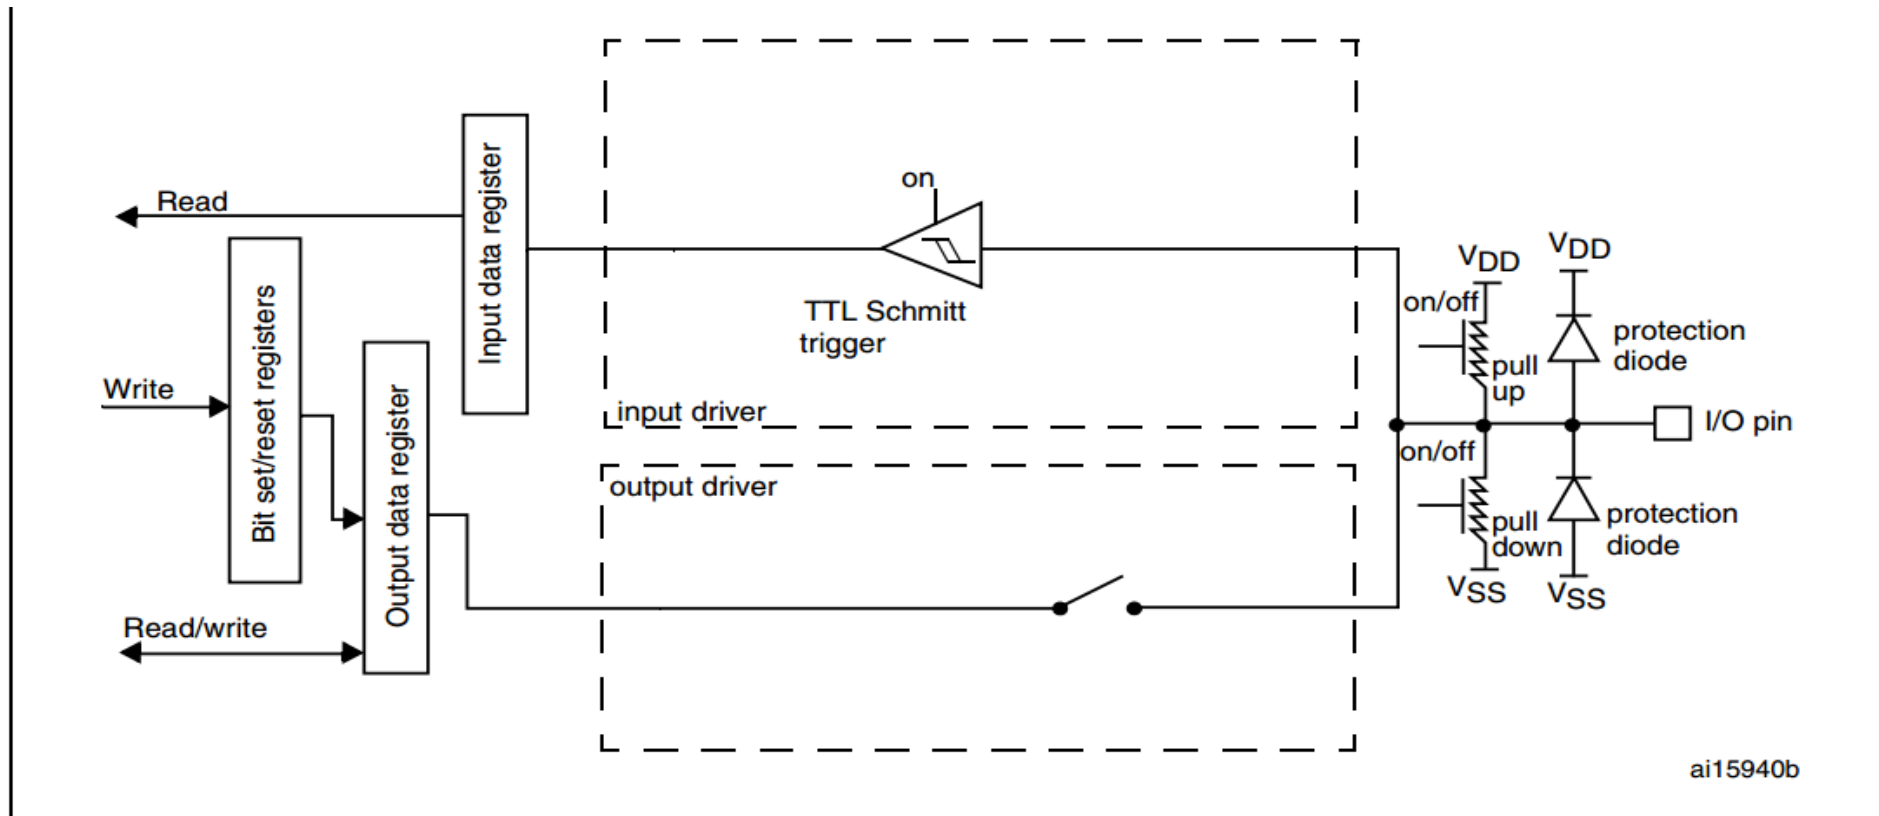 on
Read
Input data register
TTL Schmitt
trigger
input driver
Bit set/reset registers
Write
Output data register
Read/write
output driver
VDD
VDD
on/off
pull
up
protection
diode
I/O pin
on/off
pull
down
protection
diode
VSS
VSS
ai15940b